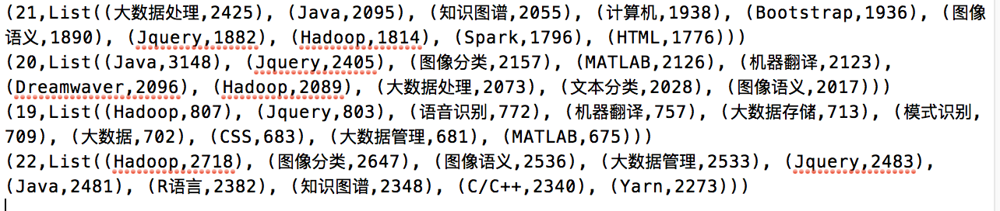 (21,List((大数据处理,2425), (Java,2095), (知识图谱,2055), (计算机,1938), (Bootstrap,1936), (图像
语义,1890), (Jquery,1882), (Hadoop,1814), (Spark,1796), (HTML,1776)))
(20,List((Java,3148), (Jquery,2405), (图像分类,2157), (MATLAB,2126), (机器翻译,2123),
(Dreamwaver,2096), (Hadoop,2089), (大数据处理,2073), (文本分类,2028), (图像语义,2017)))
(19,List((Hadoop,807), (Jquery,803), (语音识别,772), (机器翻译,757), (大数据存储,713), (模式识别,
709), (大数据,702), (CSS,683), (大数据管理,681), (MATLAB,675)))
(22,List((Hadoop,2718), (图像分类,2647), (图像语义,2536), (大数据管理,2533), (Jquery,2483),
(Java,2481), (R语言,2382), (知识图谱,2348), (C/C++,2340), (Yarn,2273)))